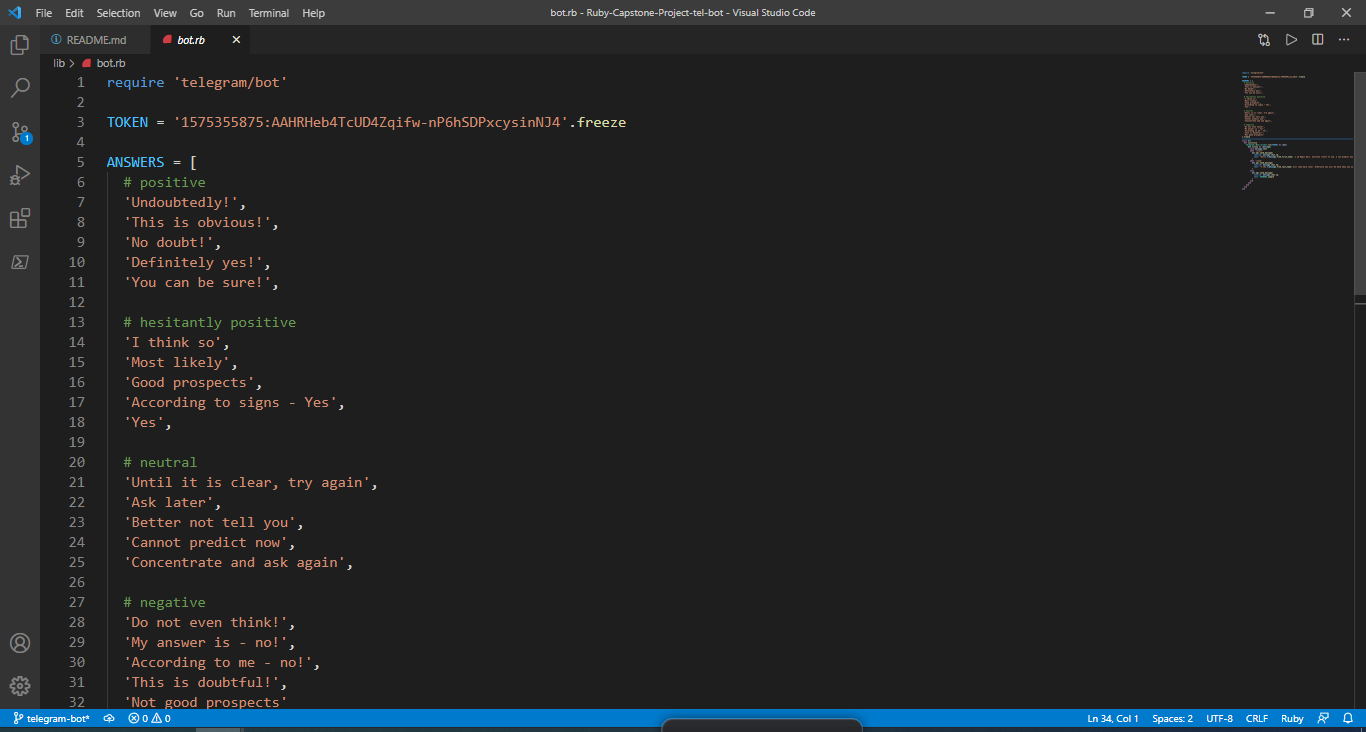 File Edit Selection View Go Run Terminal Help
bot.rb - Ruby-Capstone-Project-tel-bot - Visual Studio Code
README.md
bot.rb
lib > bot.rb
1 require 'telegram/bot'
2
3 TOKEN = '1575355875:AAHRHeb4TcUD4Zqifw-nP6hSDPxcysinNJ4'.freeze
4
5 ANSWERS = [
6 # positive
7 'Undoubtedly!',
8 'This is obvious!',
9 'No doubt!',
10 'Definitely yes!',
11 'You can be sure!',
12
13 # hesitantly positive
14 'I think so',
15 'Most likely',
16 'Good prospects',
17 'According to signs - Yes',
18 'Yes',
19
20 # neutral
21 'Until it is clear, try again',
22 'Ask later',
23 'Better not tell you',
24 'Cannot predict now',
25 'Concentrate and ask again',
26
27 # negative
28 'Do not even think!',
29 'My answer is - no!',
30 'According to me - no!',
31 'This is doubtful!',
32 'Not good prospects'
1
telegram-bot* 0 0 Ln 34, Col 1 Spaces: 2 UTF-8 CRLF Ruby